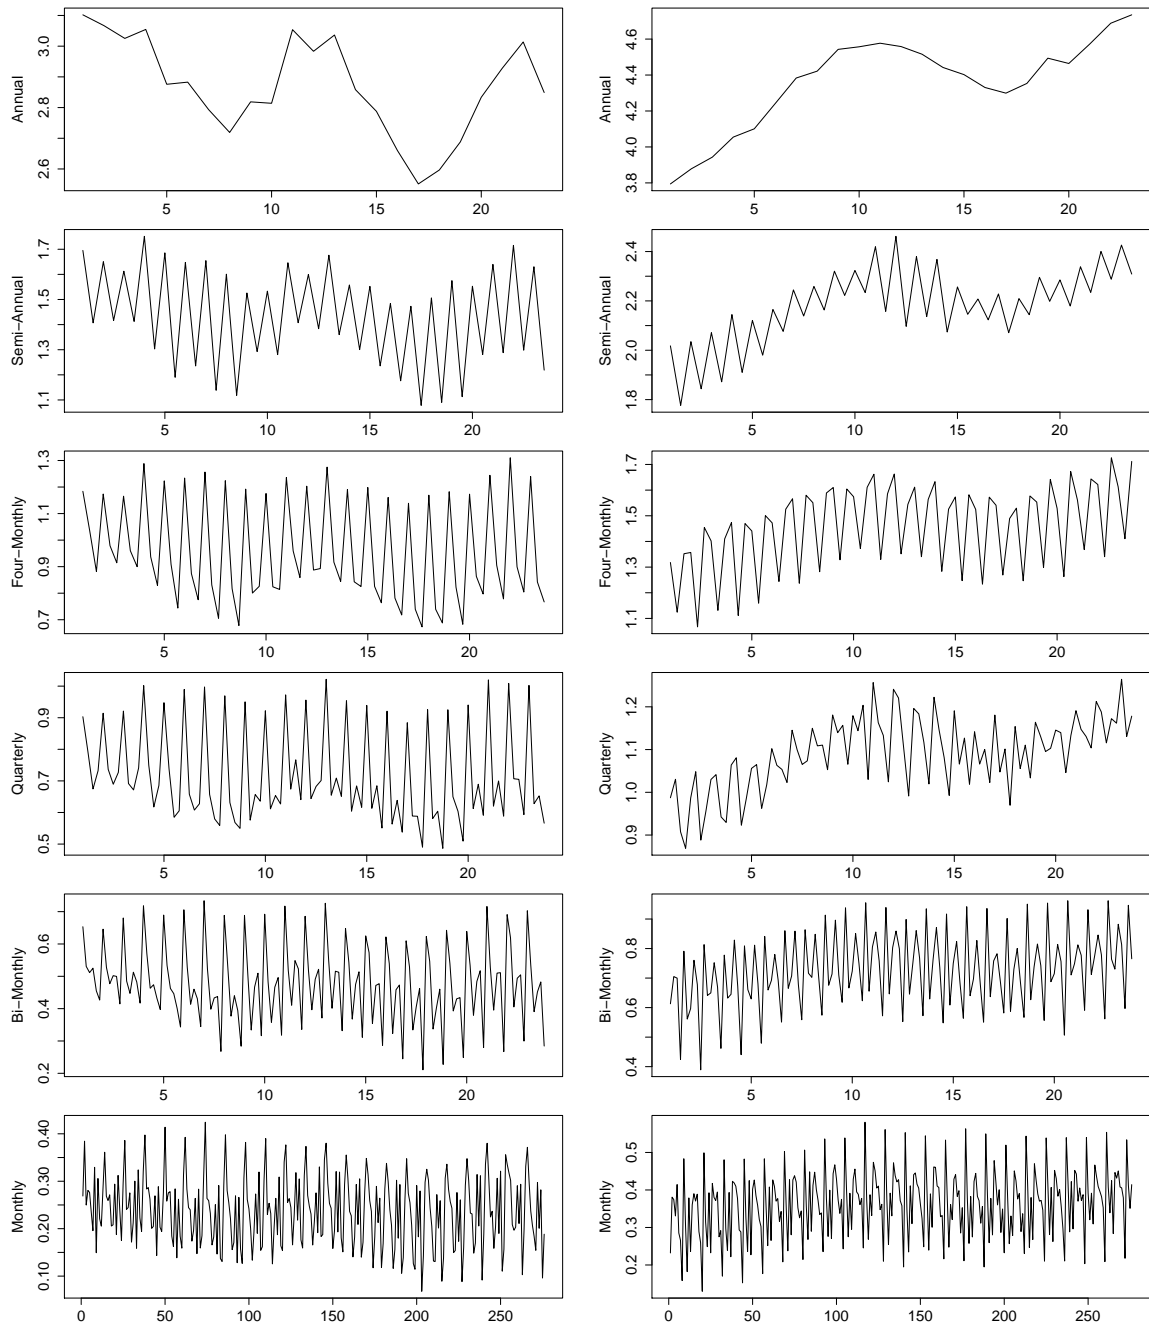 Annual
2.6 2.8 3.0
5 10 15 20
Annual
3.8 4.0 4.2 4.4 4.6
5 10 15 20
Semi−Annual
1.1 1.3 1.5 1.7
5 10 15 20
Semi−Annual
1.8 2.0 2.2 2.4
5 10 15 20
Four−Monthly
0.7 0.9 1.1 1.3
5 10 15 20
Four−Monthly
1.1 1.3 1.5 1.7
5 10 15 20
Quarterly
0.5 0.7 0.9
5 10 15 20
Quarterly
0.9 1.0 1.1 1.2
5 10 15 20
Bi−Monthly
0.2 0.4 0.6
5 10 15 20
Bi−Monthly
0.4 0.6 0.8
5 10 15 20
Monthly
0.10 0.20 0.30 0.40
0 50 100 150 200 250
Monthly
0.2 0.3 0.4 0.5
0 50 100 150 200 250